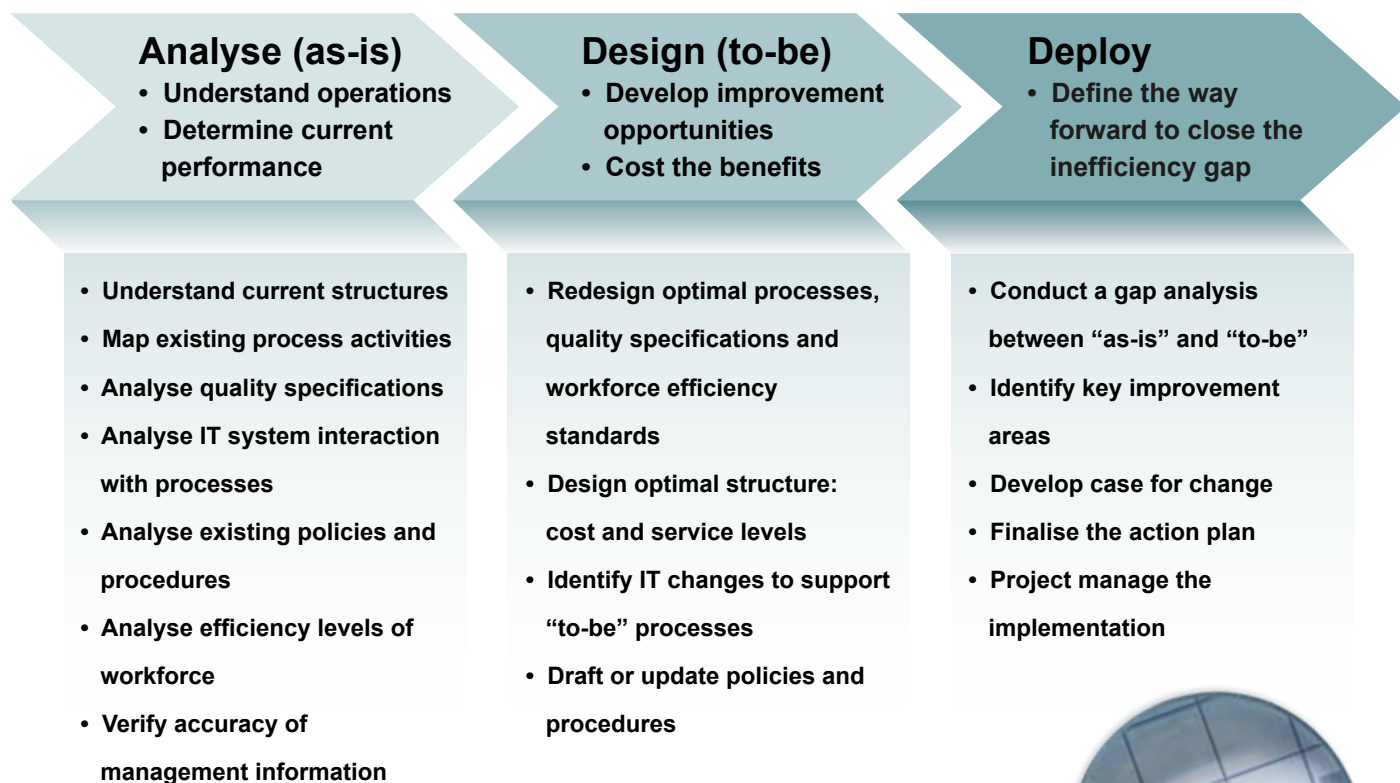 Analyse (as-is)
• Understand operations
• Determine current
performance
Design (to-be)
• Develop improvement
opportunities
• Cost the benefits
Deploy
• Define the way
forward to close the
inefficiency gap
• Understand current structures
• Map existing process activities
• Analyse quality specifications
• Analyse IT system interaction
with processes
• Analyse existing policies and
procedures
• Analyse efficiency levels of
workforce
• Verify accuracy of
management information
• Redesign optimal processes,
quality specifications and
workforce efficiency
standards
• Design optimal structure:
cost and service levels
• Identify IT changes to support
“to-be” processes
• Draft or update policies and
procedures
• Conduct a gap analysis
between “as-is” and “to-be”
• Identify key improvement
areas
• Develop case for change
• Finalise the action plan
• Project manage the
implementation